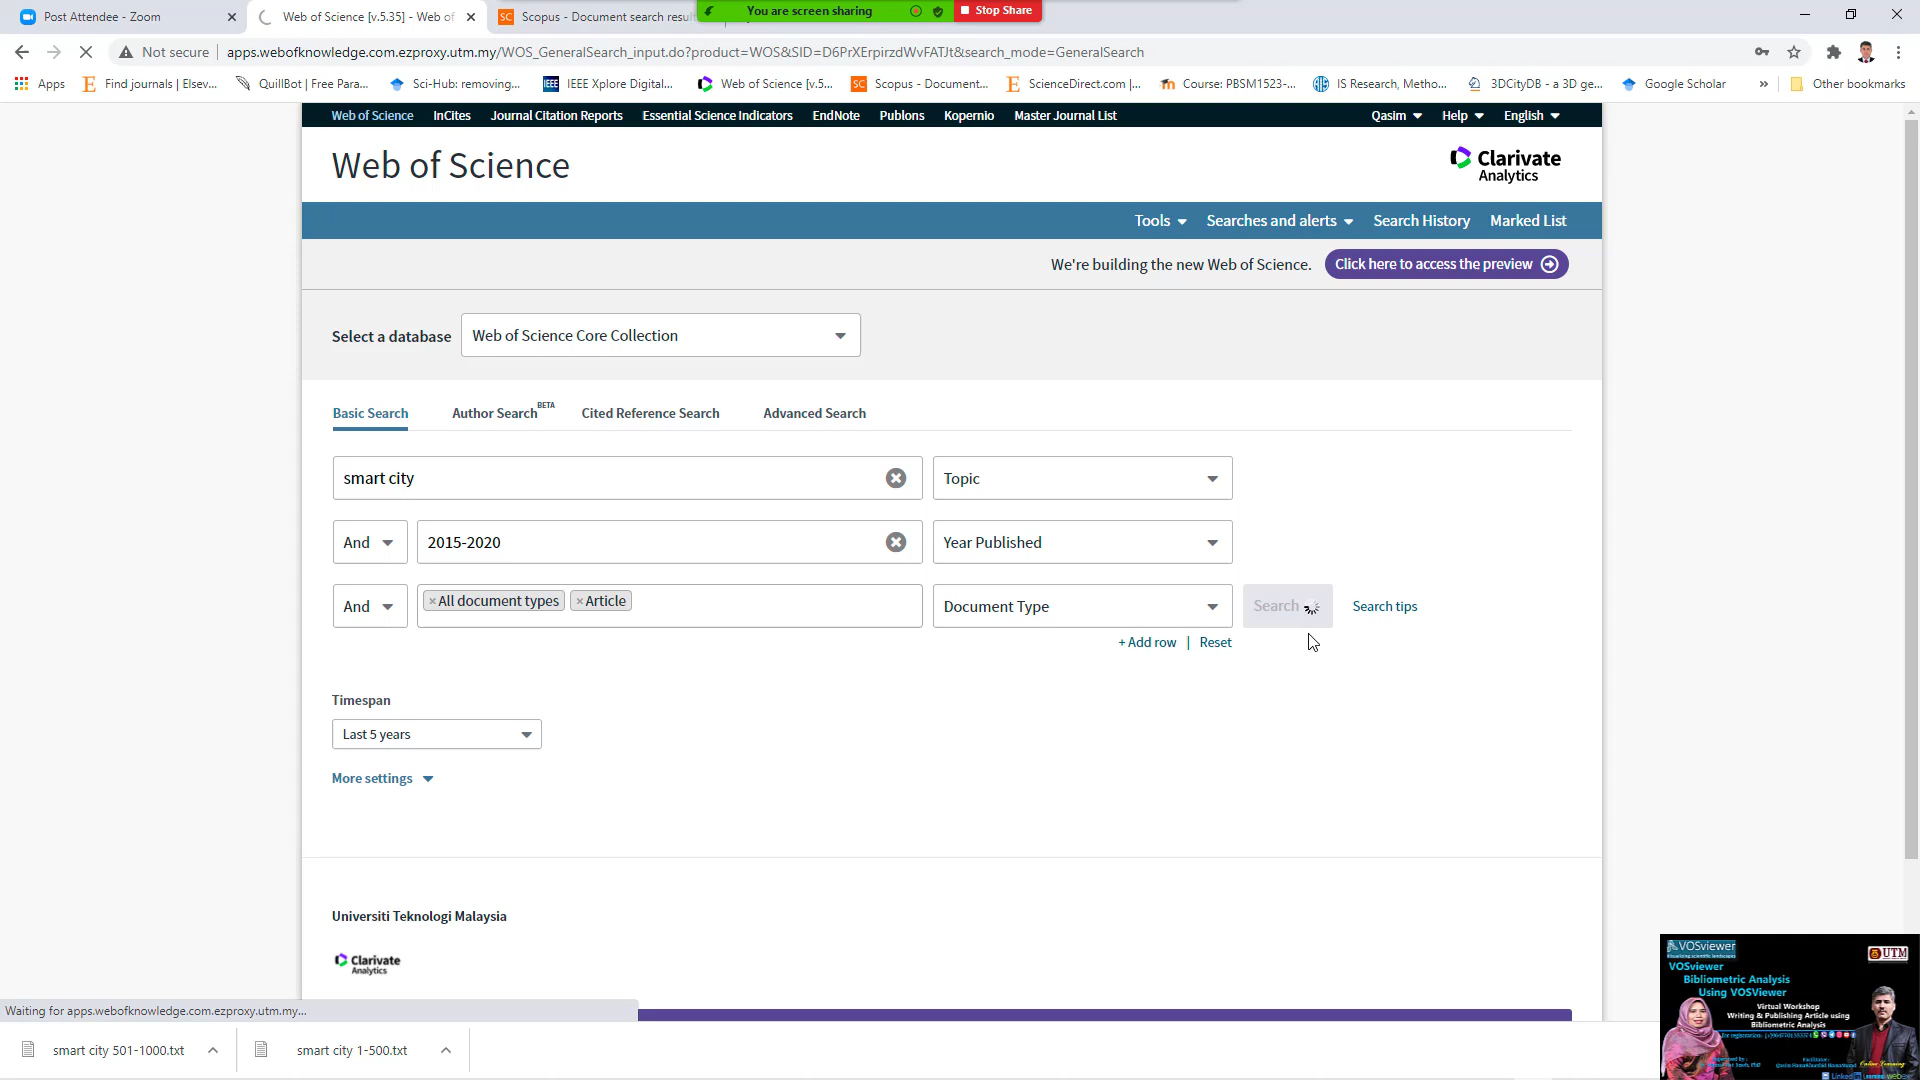 Post Attendee - Zoom
Web of Science [v.5.35] - Web of
Scopus - Document search resul
You are screen sharing
Stop Share
Not secure
apps.webofknowledge.com.ezproxy.utm.my/WOS_GeneralSearch_input.do?product=WOS&SID=D6PrXErpirzdWvFATJt&search_mode=GeneralSearch
Apps
Find journals | Elsev...
QuillBot | Free Para...
Sci-Hub: removing...
IEEE Xplore Digital...
Web of Science [v.5...
Scopus - Document...
ScienceDirect.com |...
Course: PBSM1523-...
IS Research, Metho...
3DCityDB - a 3D ge...
Google Scholar
»
Other bookmarks
Web of Science
InCites
Journal Citation Reports
Essential Science Indicators
EndNote
Publons
Kopernio
Master Journal List
Qasim
Help
English
Web of Science
Clarivate
Analytics
Tools
Searches and alerts
Search History
Marked List
We're building the new Web of Science.
Click here to access the preview
Select a database
Web of Science Core Collection
Basic Search
Author Search BETA
Cited Reference Search
Advanced Search
smart city
Topic
And
2015-2020
Year Published
And
×All document types
×Article
Document Type
Search
Search tips
+ Add row | Reset
Timespan
Last 5 years
More settings
Universiti Teknologi Malaysia
Clarivate
Analytics
Waiting for apps.webofknowledge.com.ezproxy.utm.my...
smart city 501-1000.txt
smart city 1-500.txt
VOSviewer
UTM
VOSviewer
Bibliometric Analysis
Using VOSViewer
Virtual Workshop
Writing & Publishing Article using
Bibliometric Analysis